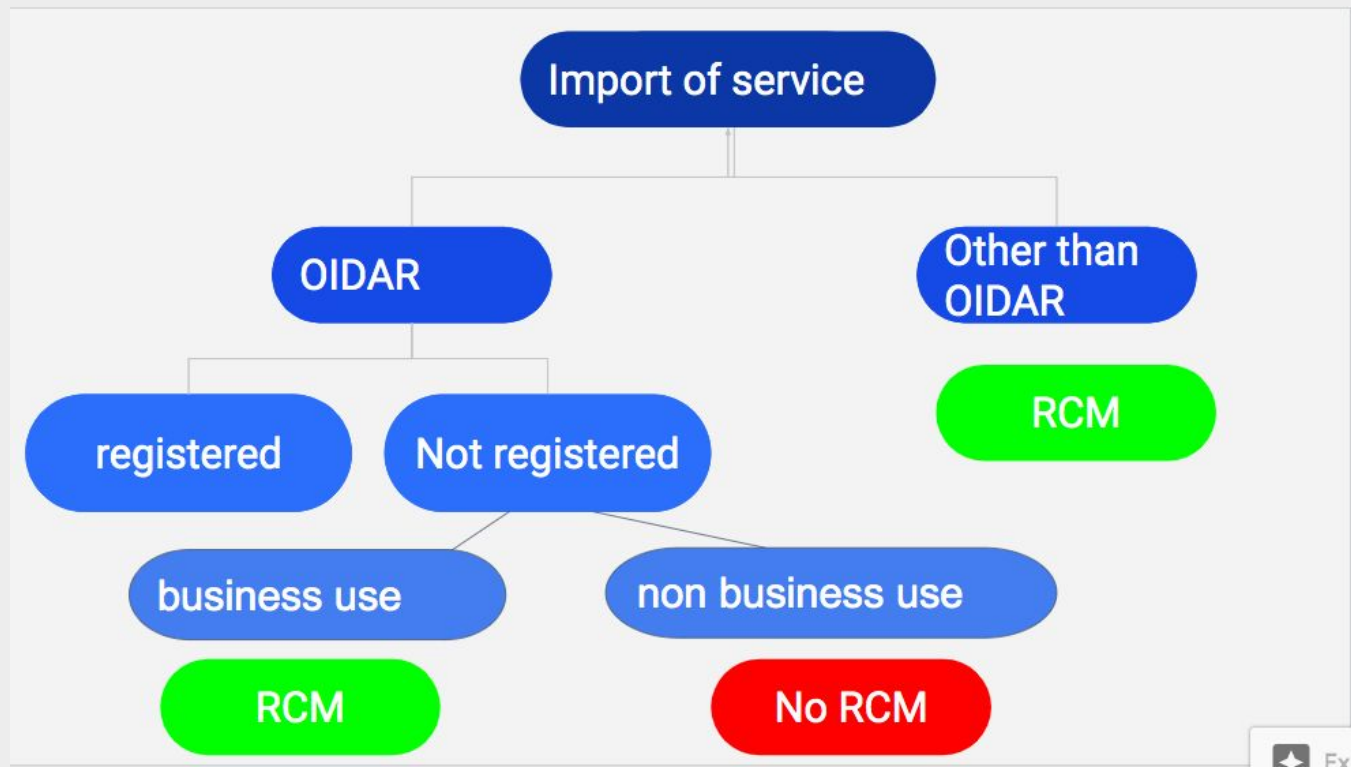 Import of service
OIDAR
Other than
OIDAR
RCM
registered
Not registered
business use
non business use
RCM
No RCM
Ex